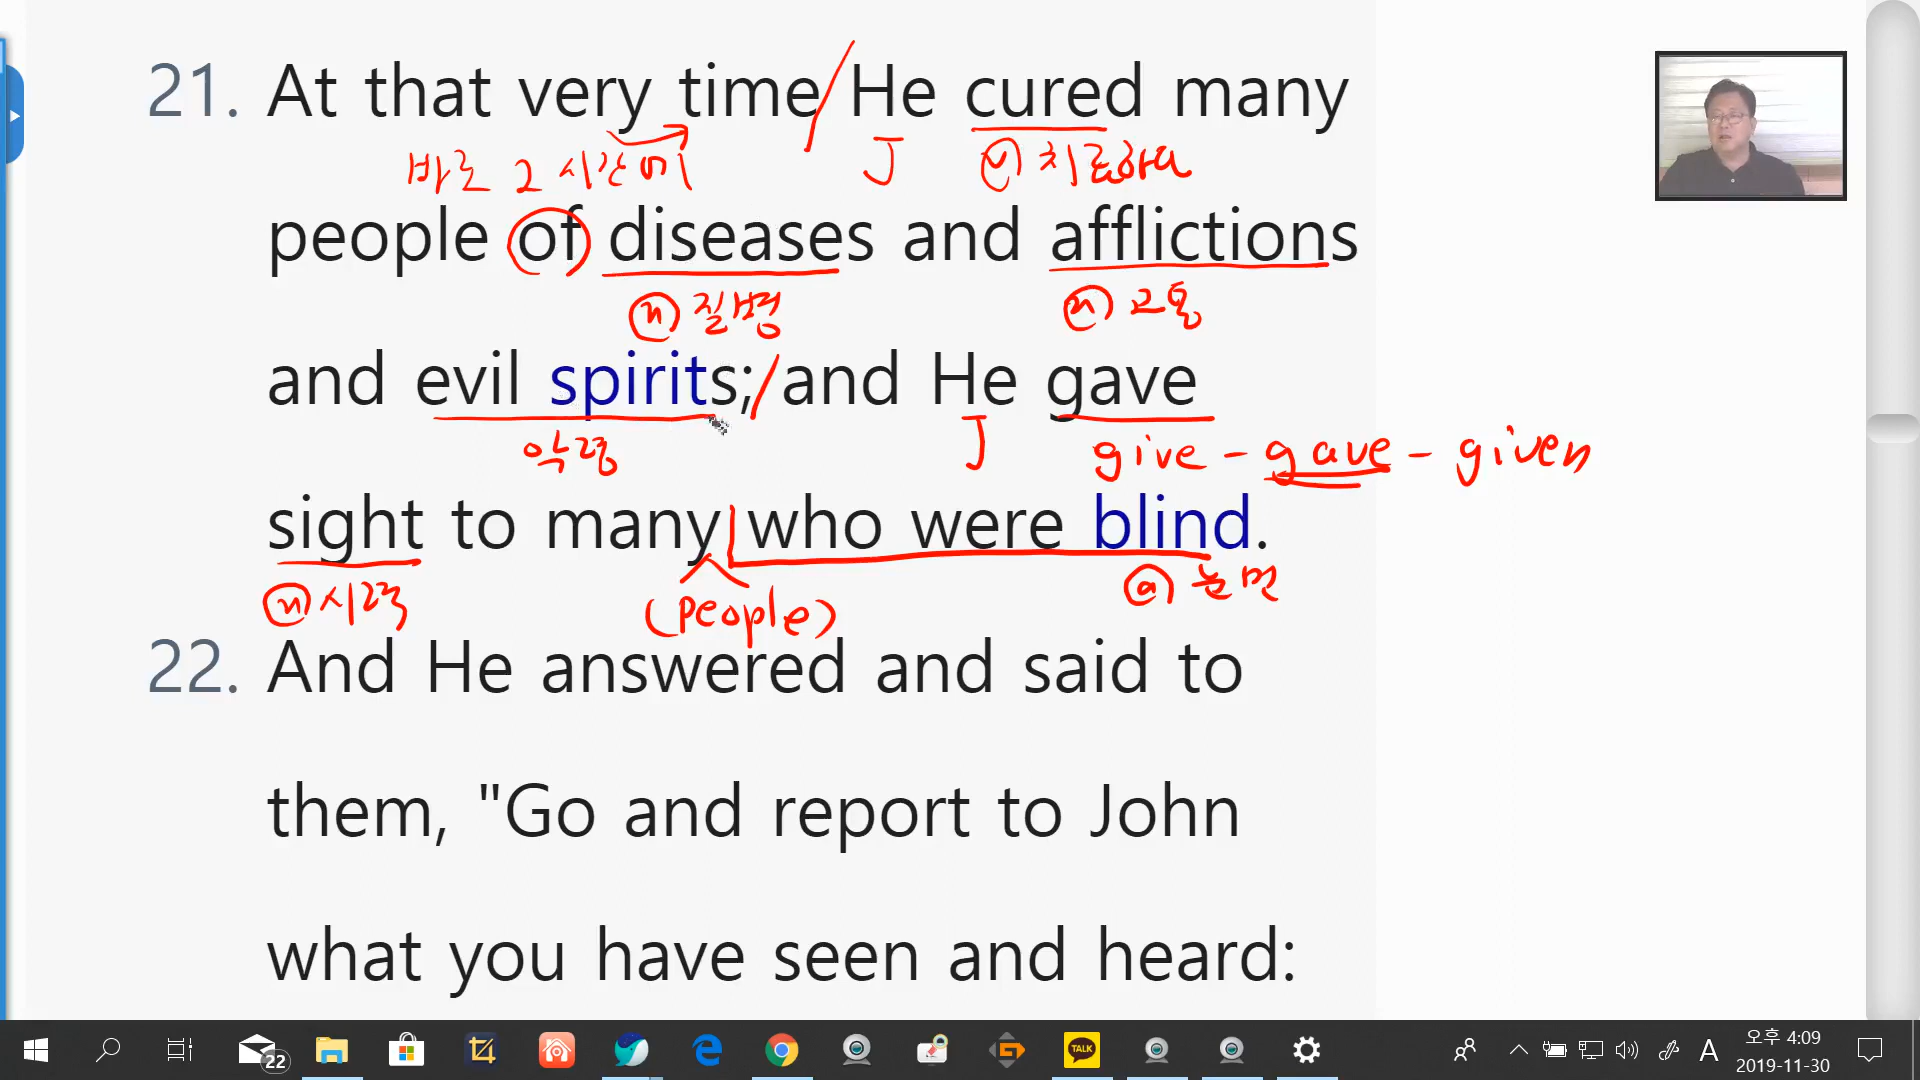 21. At that very time He cured many
바로 그 시간에 J ⓥ 치료하다
people of diseases and afflictions
ⓝ 질병 ⓝ 고통
and evil spirits; and He gave
악령 J give - gave - given
sight to many who were blind.
ⓝ 시력 (people) ⓐ 눈먼
22. And He answered and said to
them, "Go and report to John
what you have seen and heard:
22
TALK
A
오후 4:09
2019-11-30